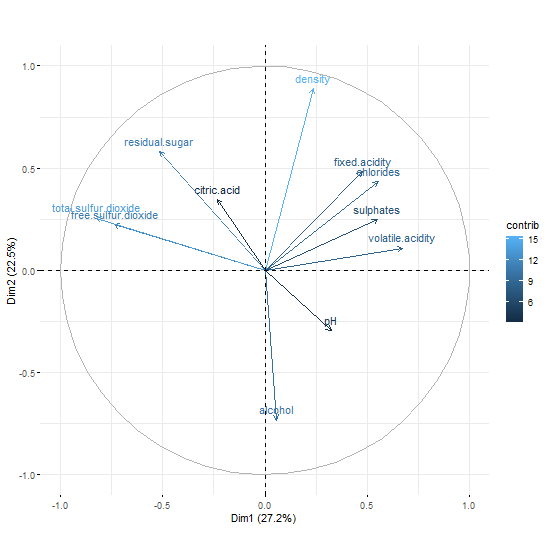 density
residual.sugar
fixed.acidity
chlorides
citric.acid
total.sulfur.dioxide
free.sulfur.dioxide
sulphates
volatile.acidity
pH
alcohol
1.0
0.5
0.0
-0.5
-1.0
Dim2 (22.5%)
-1.0 -0.5 0.0 0.5 1.0
Dim1 (27.2%)
contrib
15
12
9
6